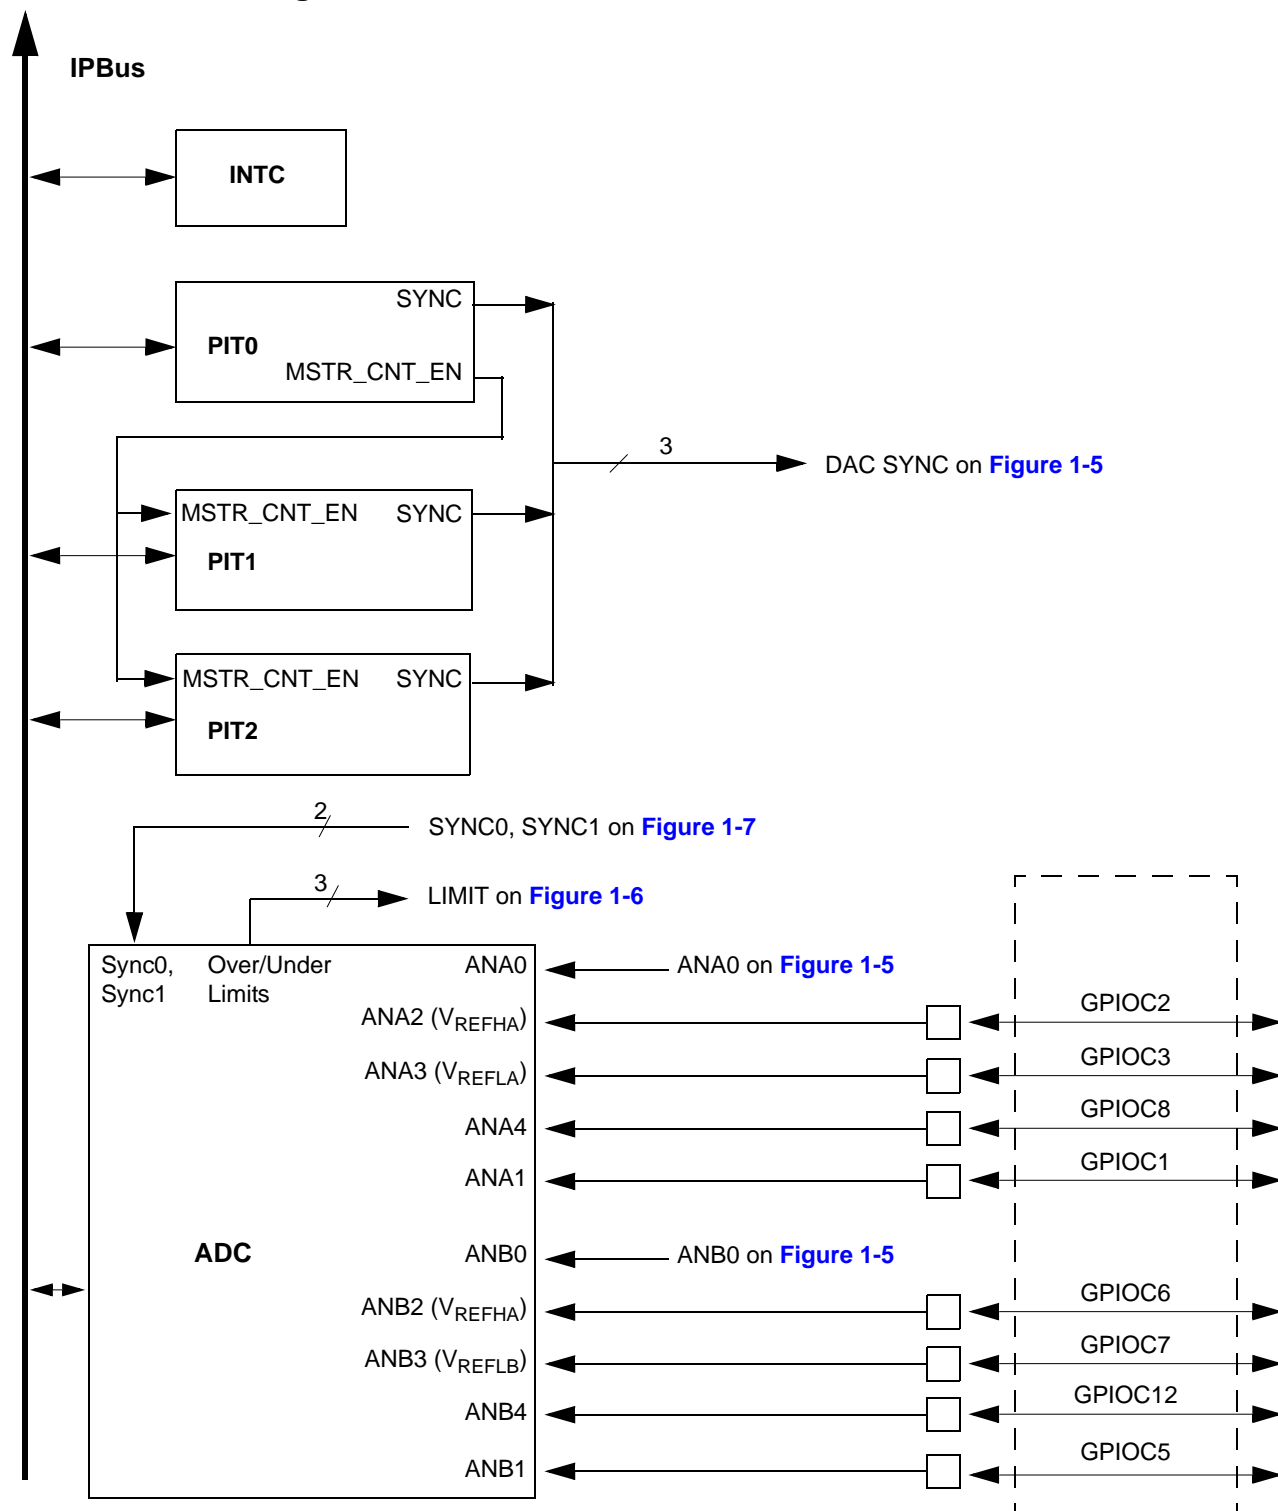 IPBus
INTC
SYNC
PIT0
MSTR_CNT_EN
3
DAC SYNC on Figure 1-5
MSTR_CNT_EN SYNC
PIT1
MSTR_CNT_EN SYNC
PIT2
2
SYNC0, SYNC1 on Figure 1-7
3
LIMIT on Figure 1-6
Sync0,
Sync1
Over/Under
Limits
ANA0
ANA0 on Figure 1-5
ANA2 (VREFHA)
GPIOC2
ANA3 (VREFLA)
GPIOC3
ANA4
GPIOC8
ANA1
GPIOC1
ADC
ANB0
ANB0 on Figure 1-5
ANB2 (VREFHA)
GPIOC6
ANB3 (VREFLB)
GPIOC7
ANB4
GPIOC12
ANB1
GPIOC5